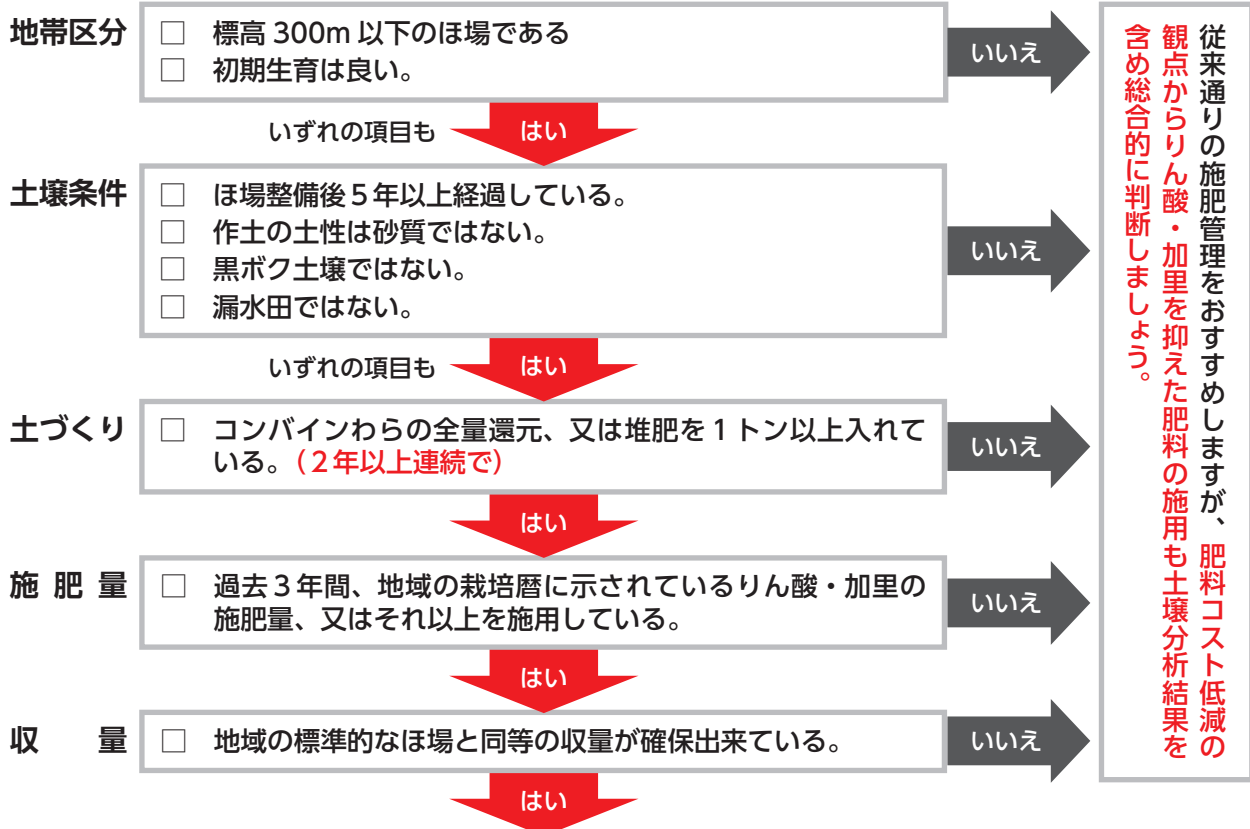 地帯区分
□ 標高 300m 以下のほ場である
□ 初期生育は良い。
いいえ
いずれの項目も
はい
土壌条件
□ ほ場整備後５年以上経過している。
□ 作土の土性は砂質ではない。
□ 黒ボク土壌ではない。
□ 漏水田ではない。
いいえ
いずれの項目も
はい
土づくり
□ コンバインわらの全量還元、又は堆肥を１トン以上入れて
いる。（２年以上連続で）
いいえ
はい
施肥量
□ 過去３年間、地域の栽培暦に示されているりん酸・加里の
施肥量、又はそれ以上を施用している。
いいえ
はい
収量
□ 地域の標準的なほ場と同等の収量が確保出来ている。
いいえ
はい
従来通りの施肥管理をおすすめしますが、肥料コスト低減の
観点からりん酸・加里を抑えた肥料の施用も土壌分析結果を
含め総合的に判断しましょう。